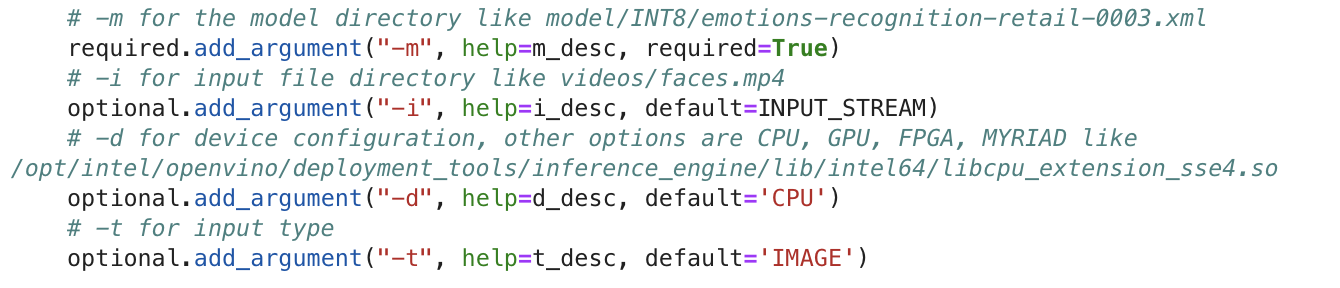 # -m for the model directory like model/INT8/emotions-recognition-retail-0003.xml
required.add_argument("-m", help=m_desc, required=True)
# -i for input file directory like videos/faces.mp4
optional.add_argument("-i", help=i_desc, default=INPUT_STREAM)
# -d for device configuration, other options are CPU, GPU, FPGA, MYRIAD like
/opt/intel/openvino/deployment_tools/inference_engine/lib/intel64/libcpu_extension_sse4.so
optional.add_argument("-d", help=d_desc, default='CPU')
# -t for input type
optional.add_argument("-t", help=t_desc, default='IMAGE')